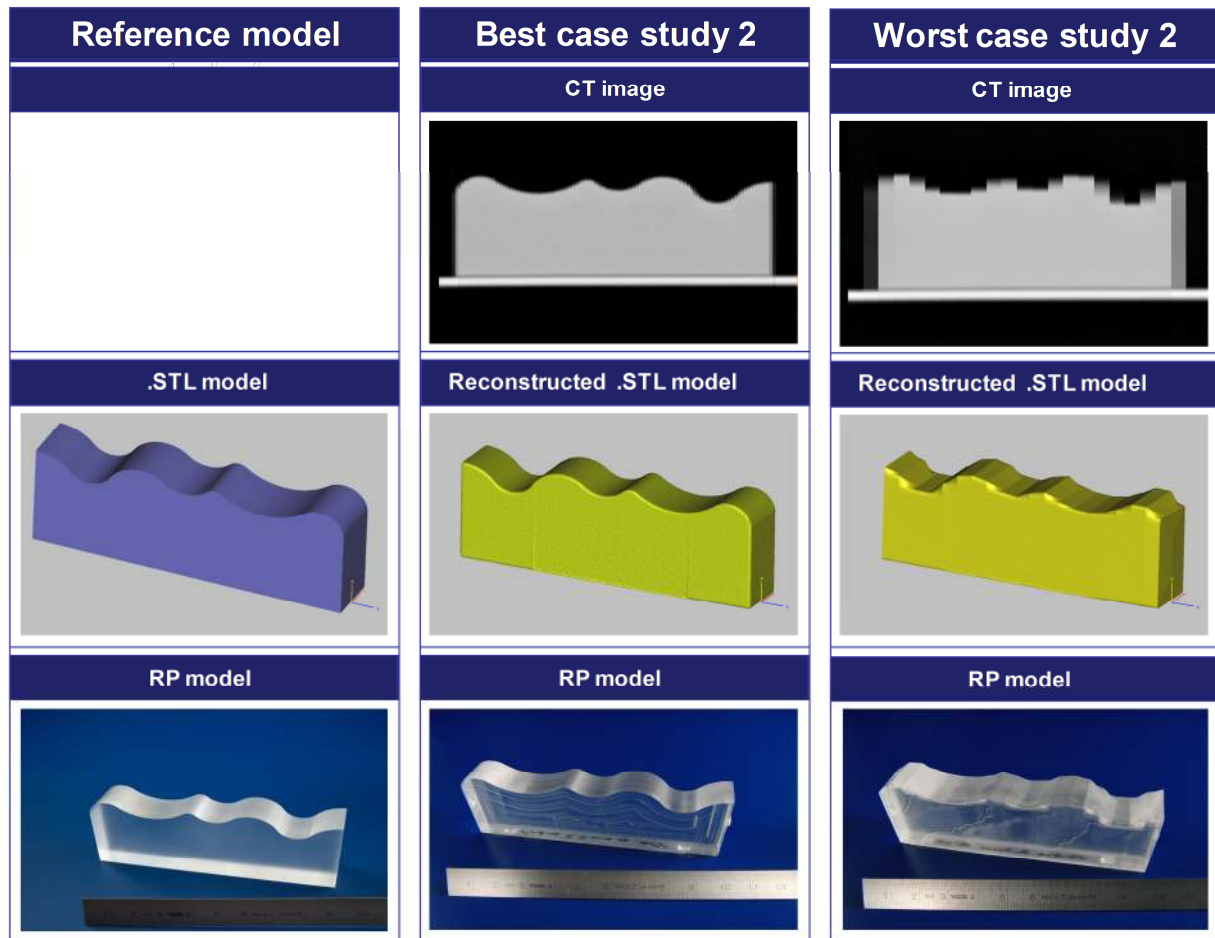 Reference model
Best case study 2
Worst case study 2
CT image
CT image
.STL model
Reconstructed .STL model
Reconstructed .STL model
RP model
RP model
RP model